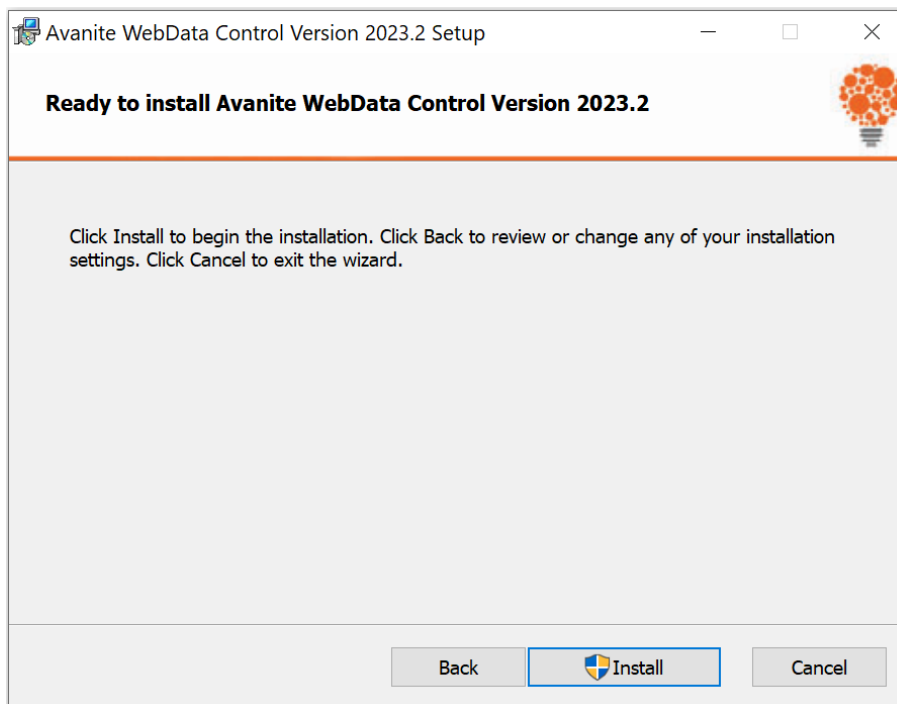 Avanite WebData Control Version 2023.2 Setup
Ready to install Avanite WebData Control Version 2023.2
Click Install to begin the installation. Click Back to review or change any of your installation
settings. Click Cancel to exit the wizard.
Back Install Cancel